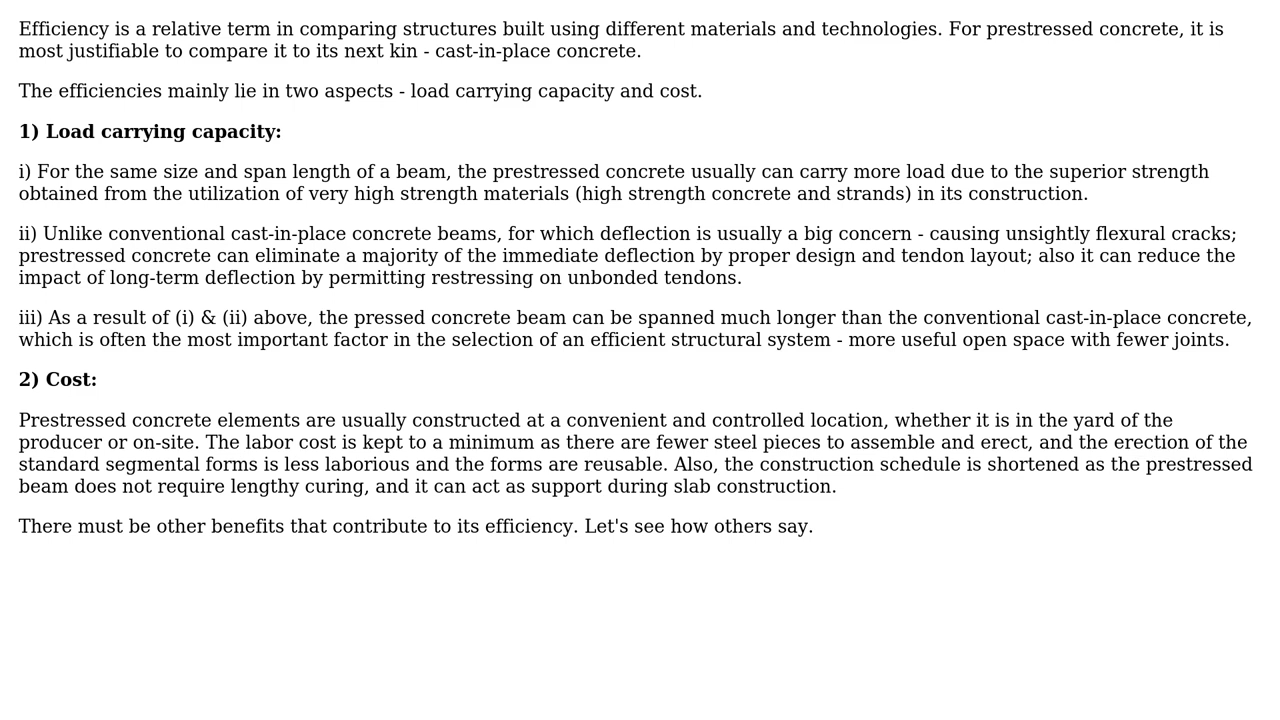 Efficiency is a relative term in comparing structures built using different materials and technologies. For prestressed concrete, it is
most justifiable to compare it to its next kin - cast-in-place concrete.
The efficiencies mainly lie in two aspects - load carrying capacity and cost.
1) Load carrying capacity:
i) For the same size and span length of a beam, the prestressed concrete usually can carry more load due to the superior strength
obtained from the utilization of very high strength materials (high strength concrete and strands) in its construction.
ii) Unlike conventional cast-in-place concrete beams, for which deflection is usually a big concern - causing unsightly flexural cracks;
prestressed concrete can eliminate a majority of the immediate deflection by proper design and tendon layout; also it can reduce the
impact of long-term deflection by permitting restressing on unbonded tendons.
iii) As a result of (i) & (ii) above, the pressed concrete beam can be spanned much longer than the conventional cast-in-place concrete,
which is often the most important factor in the selection of an efficient structural system - more useful open space with fewer joints.
2) Cost:
Prestressed concrete elements are usually constructed at a convenient and controlled location, whether it is in the yard of the
producer or on-site. The labor cost is kept to a minimum as there are fewer steel pieces to assemble and erect, and the erection of the
standard segmental forms is less laborious and the forms are reusable. Also, the construction schedule is shortened as the prestressed
beam does not require lengthy curing, and it can act as support during slab construction.
There must be other benefits that contribute to its efficiency. Let's see how others say.